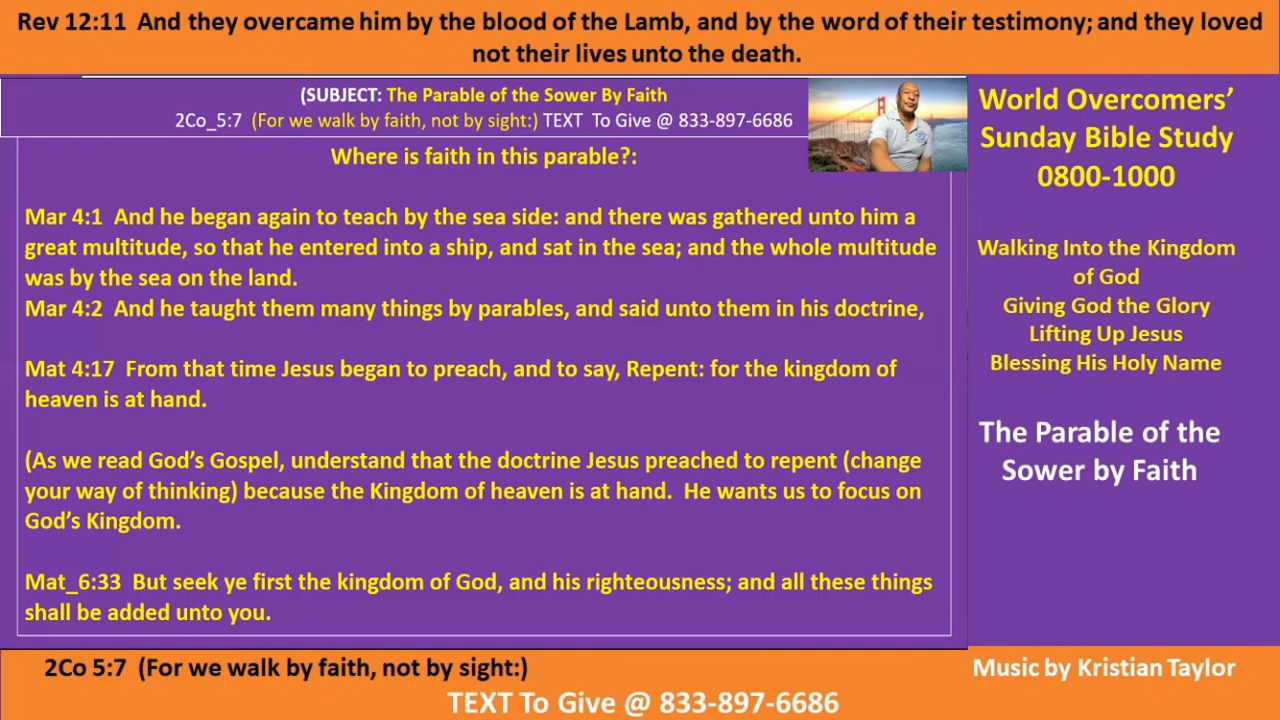 Rev 12:11 And they overcame him by the blood of the Lamb, and by the word of their testimony; and they loved
not their lives unto the death.
(SUBJECT: The Parable of the Sower By Faith
2Co_5:7 (For we walk by faith, not by sight:) TEXT To Give @ 833-897-6686
Where is faith in this parable?:
Mar 4:1 And he began again to teach by the sea side: and there was gathered unto him a
great multitude, so that he entered into a ship, and sat in the sea; and the whole multitude
was by the sea on the land.
Mar 4:2 And he taught them many things by parables, and said unto them in his doctrine,
Mat 4:17 From that time Jesus began to preach, and to say, Repent: for the kingdom of
heaven is at hand.
(As we read God's Gospel, understand that the doctrine Jesus preached to repent (change
your way of thinking) because the Kingdom of heaven is at hand. He wants us to focus on
God's Kingdom.
Mat_6:33 But seek ye first the kingdom of God, and his righteousness; and all these things
shall be added unto you.
World Overcomers'
Sunday Bible Study
0800-1000
Walking Into the Kingdom
of God
Giving God the Glory
Lifting Up Jesus
Blessing His Holy Name
The Parable of the
Sower by Faith
2Co 5:7 (For we walk by faith, not by sight:)
Music by Kristian Taylor
TEXT To Give @ 833-897-6686